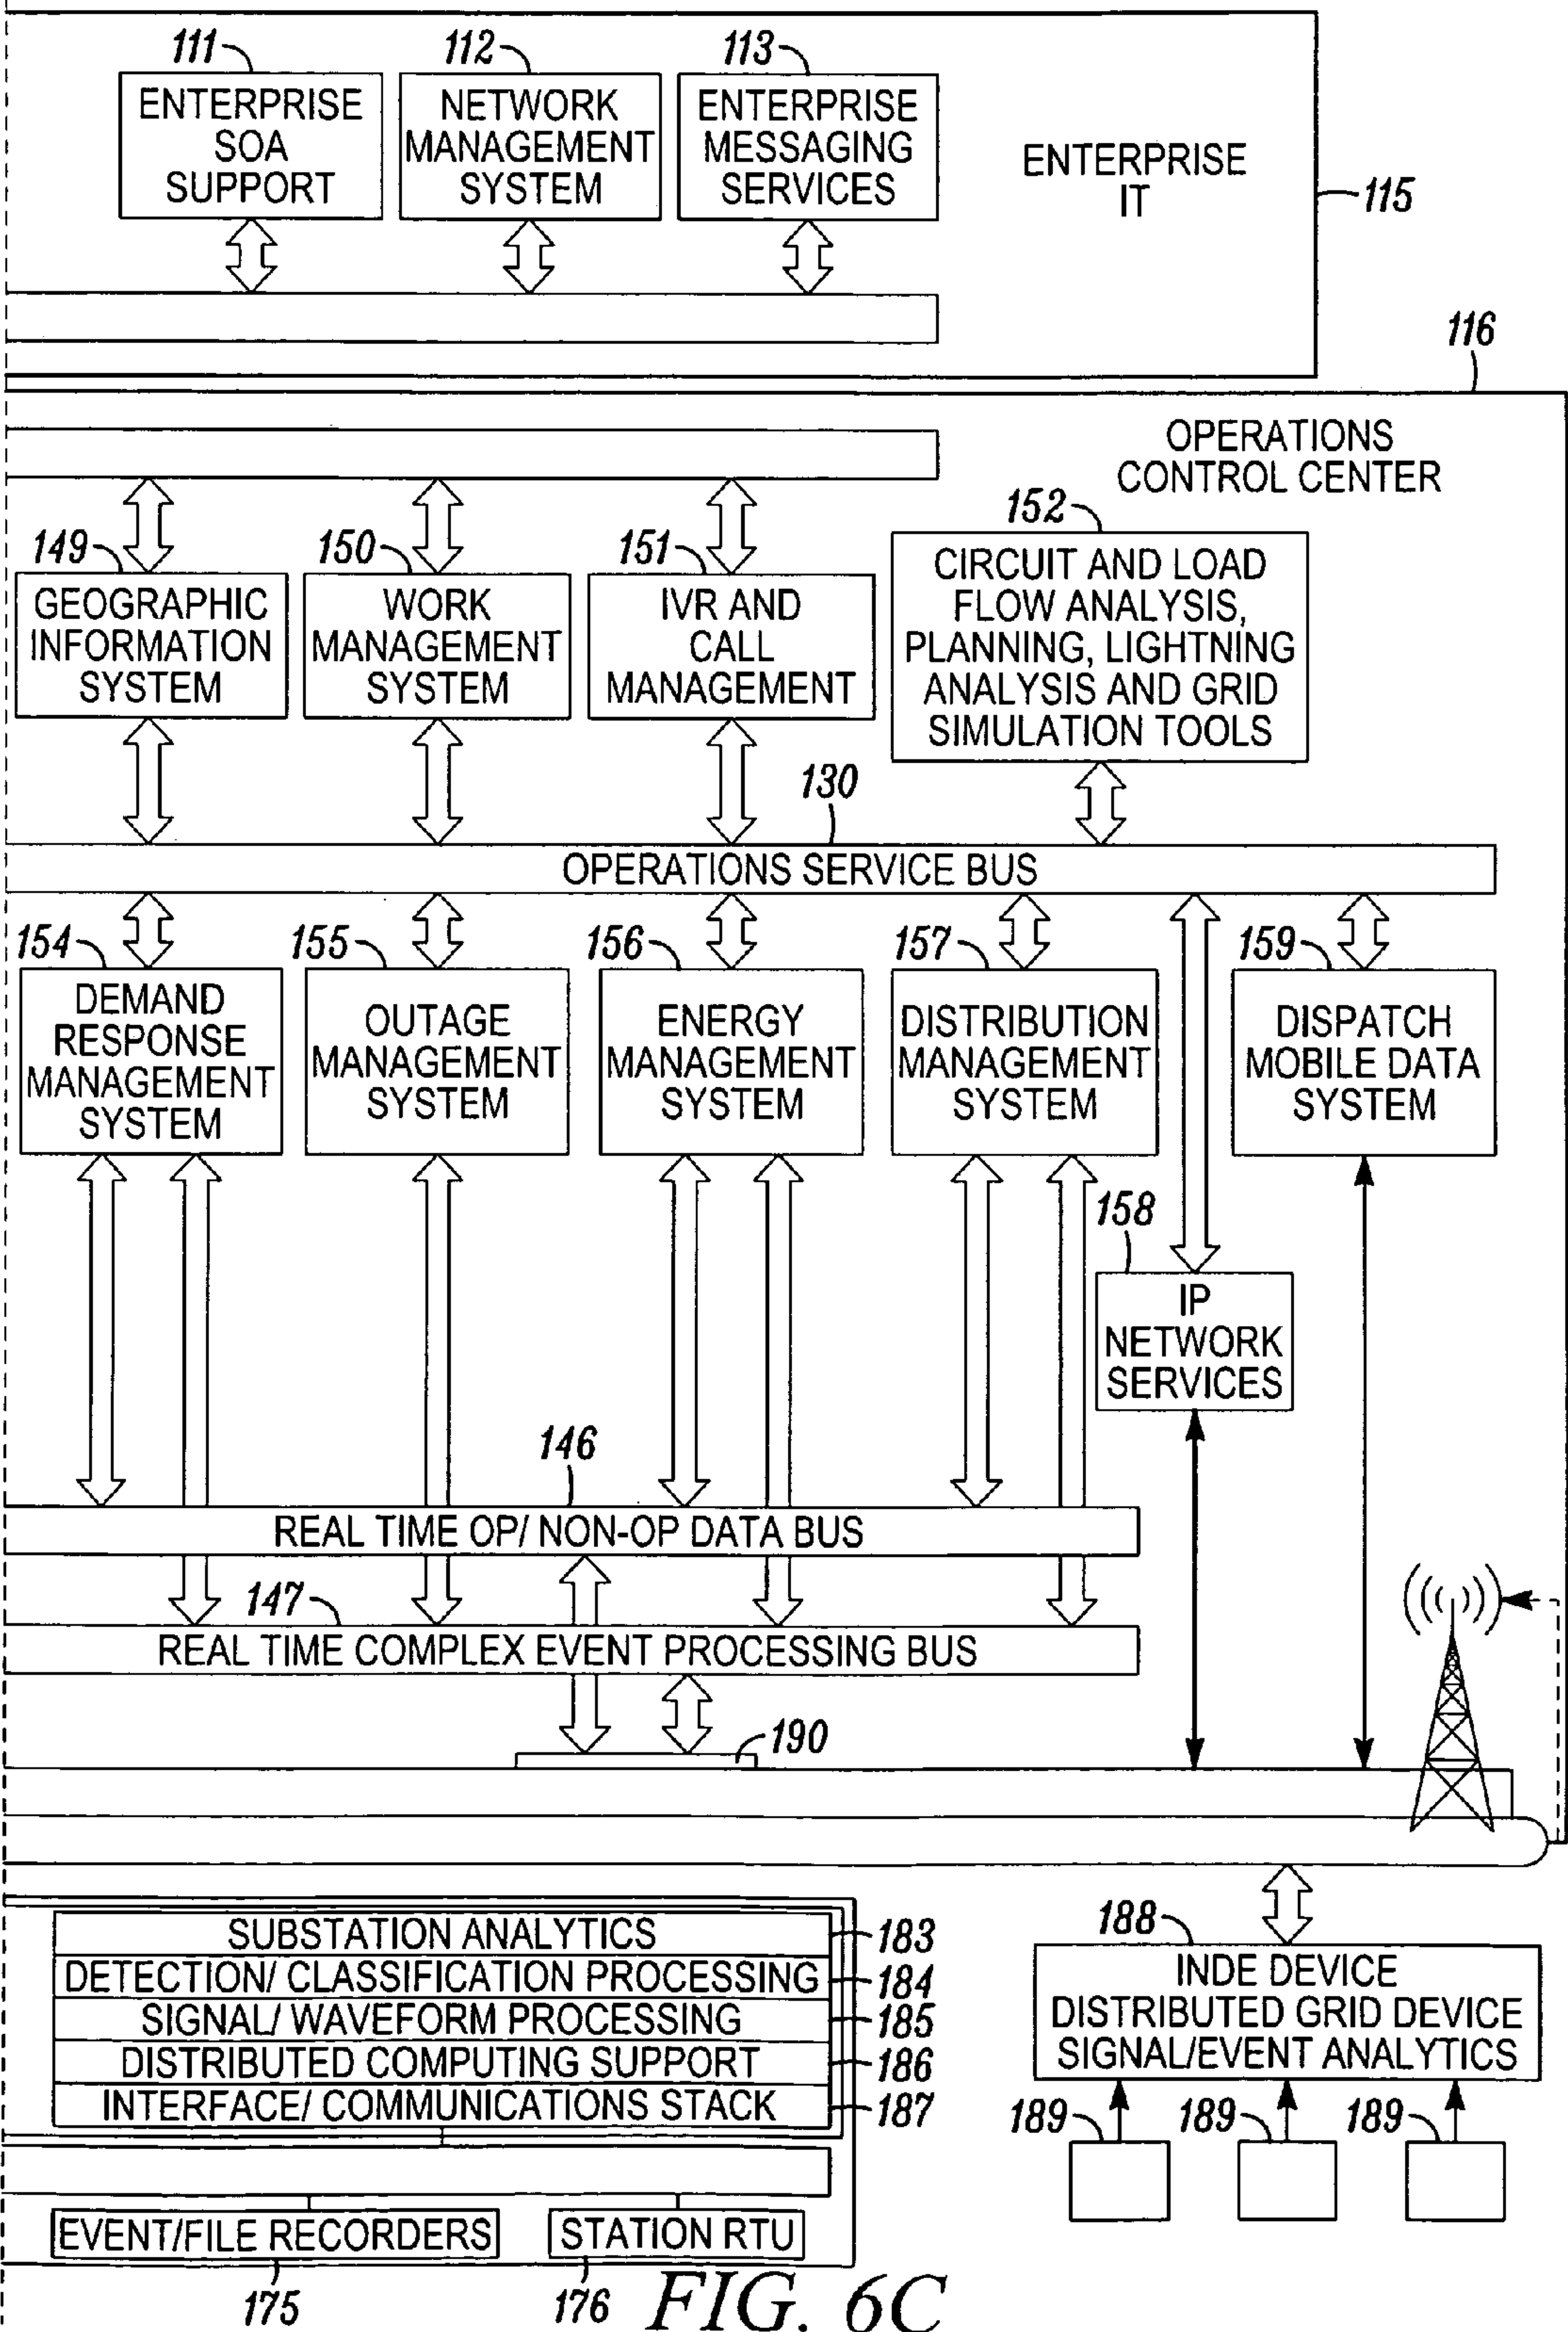 111
112
113
ENTERPRISE
SOA
SUPPORT
NETWORK
MANAGEMENT
SYSTEM
ENTERPRISE
MESSAGING
SERVICES
ENTERPRISE
IT
115
116
OPERATIONS
CONTROL CENTER
149
150
151
152
GEOGRAPHIC
INFORMATION
SYSTEM
WORK
MANAGEMENT
SYSTEM
IVR AND
CALL
MANAGEMENT
CIRCUIT AND LOAD
FLOW ANALYSIS,
PLANNING, LIGHTNING
ANALYSIS AND GRID
SIMULATION TOOLS
130
OPERATIONS SERVICE BUS
154
155
156
157
159
DEMAND
RESPONSE
MANAGEMENT
SYSTEM
OUTAGE
MANAGEMENT
SYSTEM
ENERGY
MANAGEMENT
SYSTEM
DISTRIBUTION
MANAGEMENT
SYSTEM
DISPATCH
MOBILE DATA
SYSTEM
158
IP
NETWORK
SERVICES
146
REAL TIME OP/ NON-OP DATA BUS
147
REAL TIME COMPLEX EVENT PROCESSING BUS
190
SUBSTATION ANALYTICS
183
DETECTION/ CLASSIFICATION PROCESSING
184
SIGNAL/ WAVEFORM PROCESSING
185
DISTRIBUTED COMPUTING SUPPORT
186
INTERFACE/ COMMUNICATIONS STACK
187
188
INDE DEVICE
DISTRIBUTED GRID DEVICE
SIGNAL/EVENT ANALYTICS
189
189
189
EVENT/FILE RECORDERS
STATION RTU
175
176
FIG. 6C